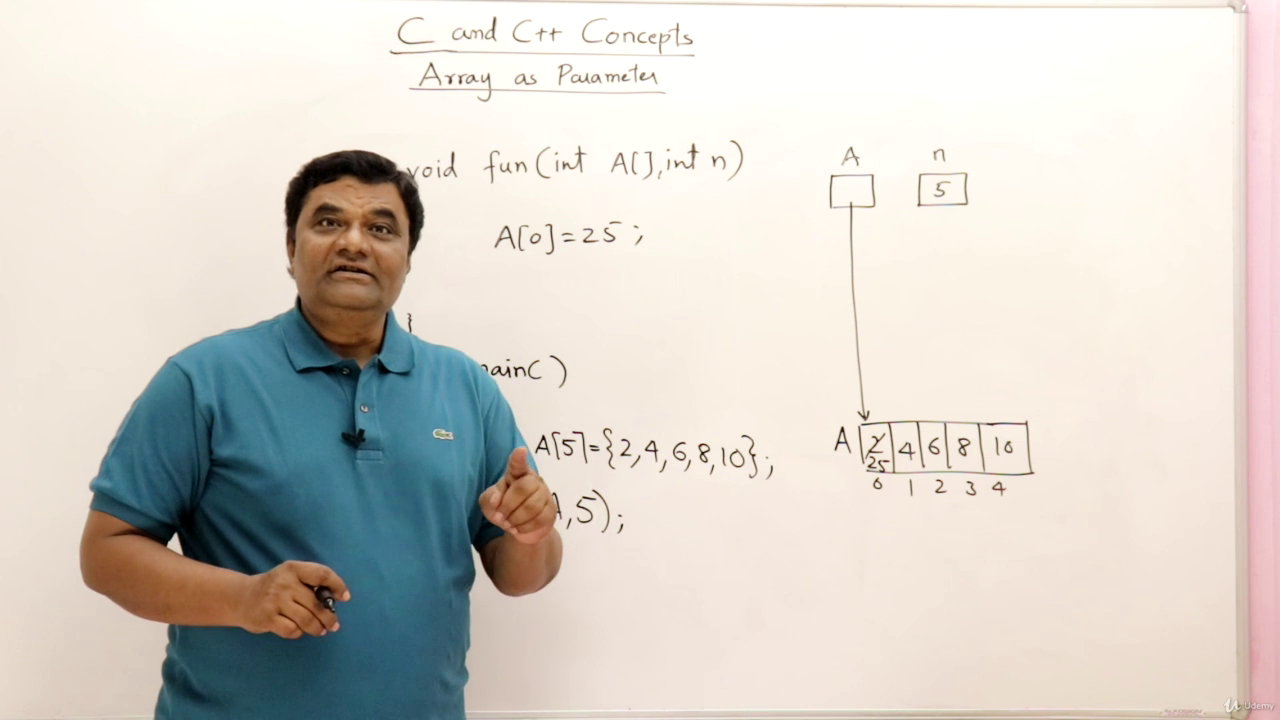 C and C++ Concepts
Array as Parameter
void fun(int A[], int n)
A[0]=25;
}
main( )
A[5]={2,4,6,8,10};
A,5);
A n
5
A 2 4 6 8 10
25
0 1 2 3 4
Udemy